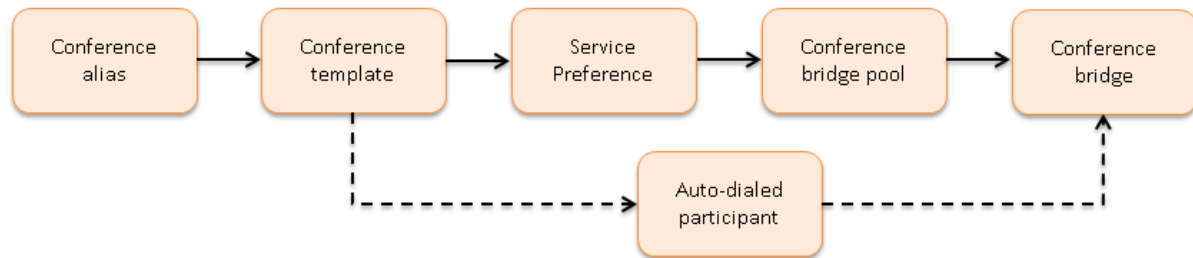 Conference
alias
Conference
template
Service
Preference
Conference
bridge pool
Conference
bridge
Auto-dialed
participant